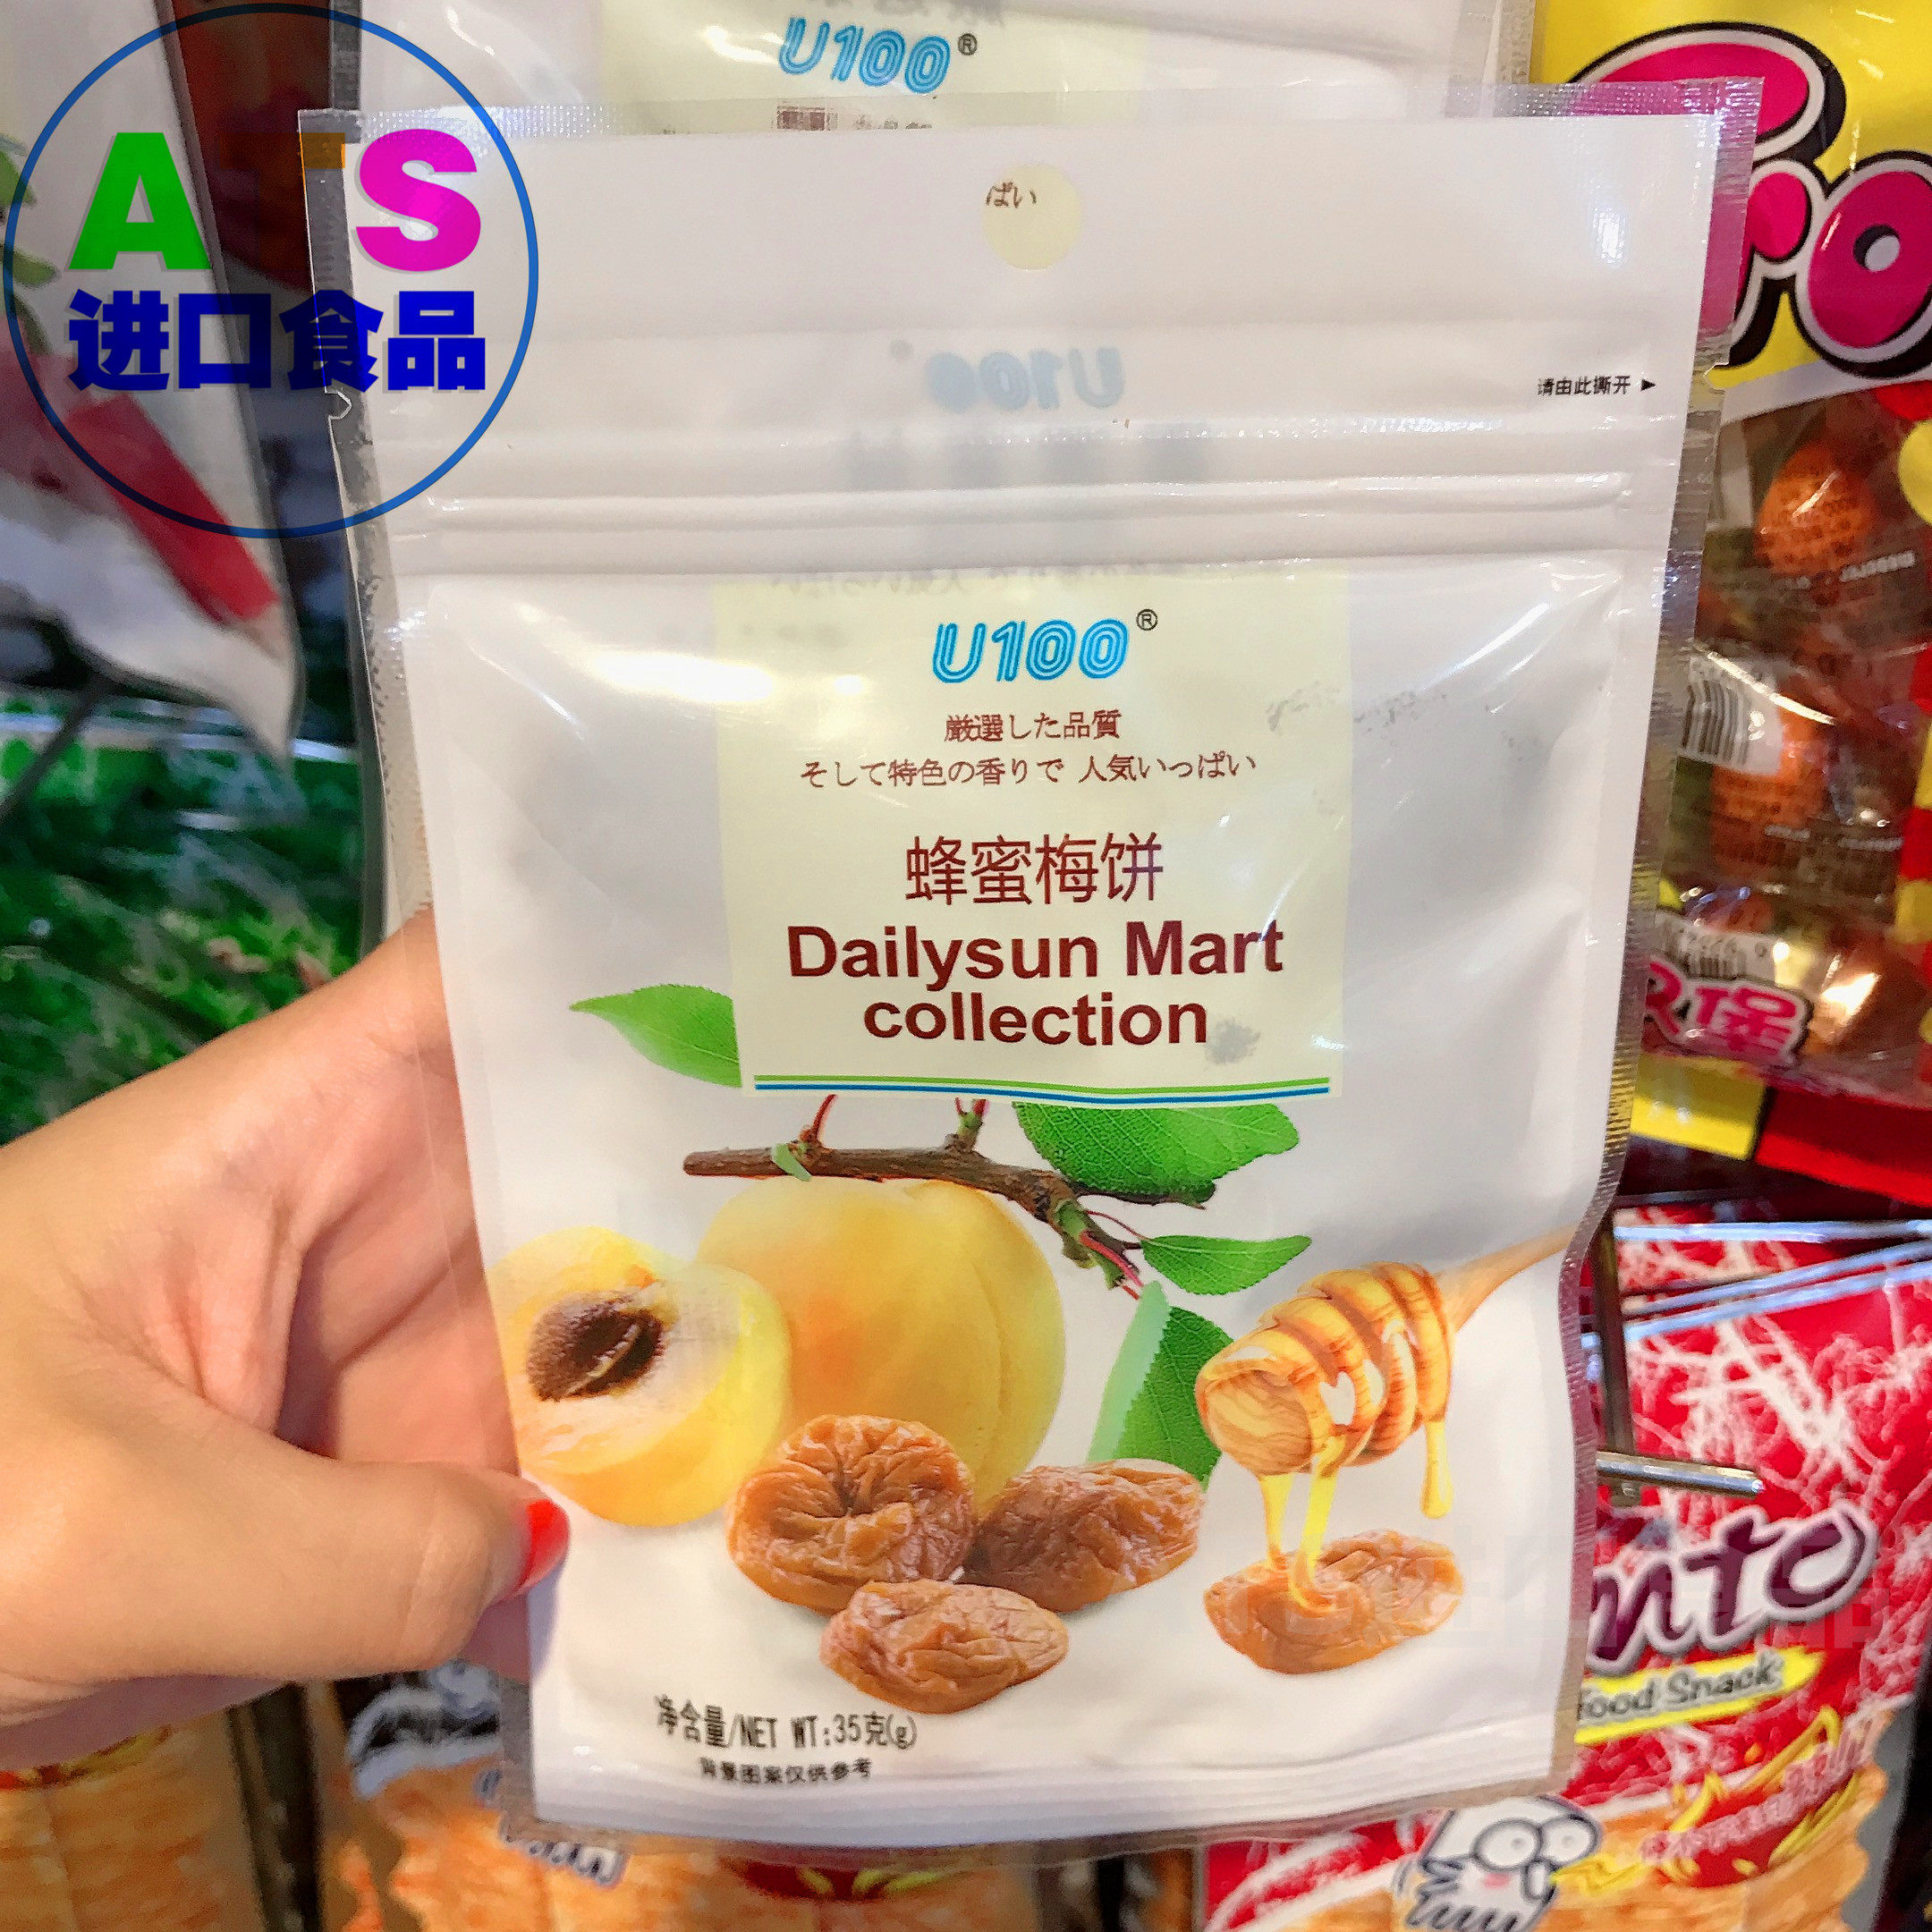 U100®
ATS
进口食品
ぱい
请由此撕开
U100®
厳選した品質
そして特色の香りで 人気いっぱい
蜂蜜梅饼
Dailysun Mart
collection
净含量/NET WT:35克(g)
背景图案仅供参考
Food Snack